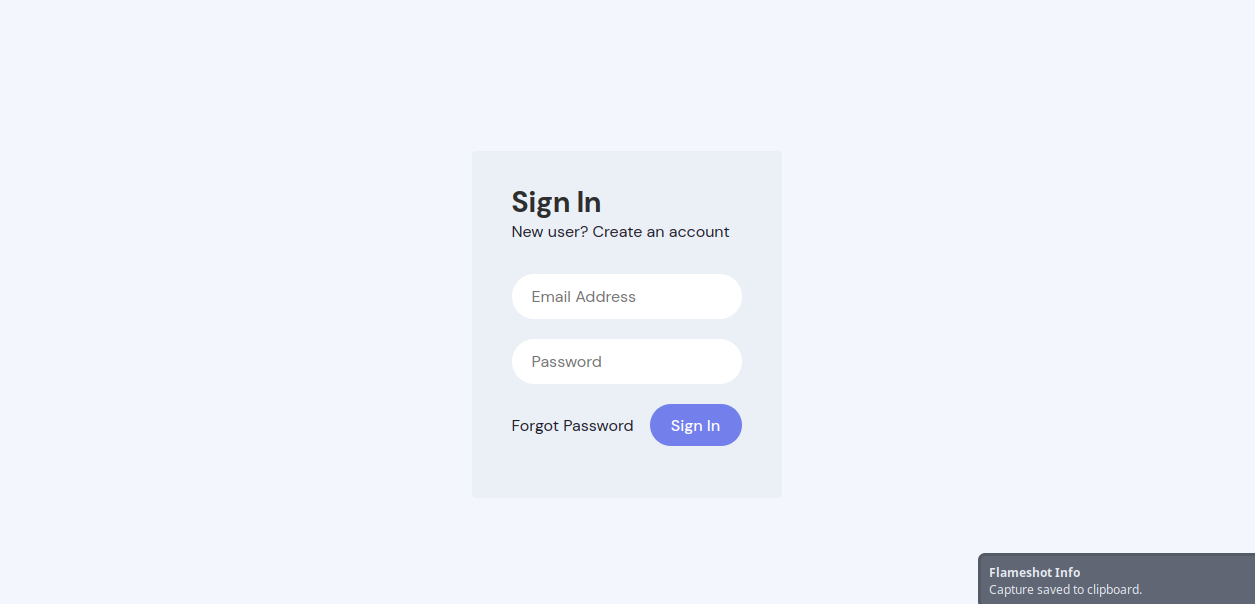 Sign In
New user? Create an account
Email Address
Password
Forgot Password
Sign In
Flameshot Info
Capture saved to clipboard.